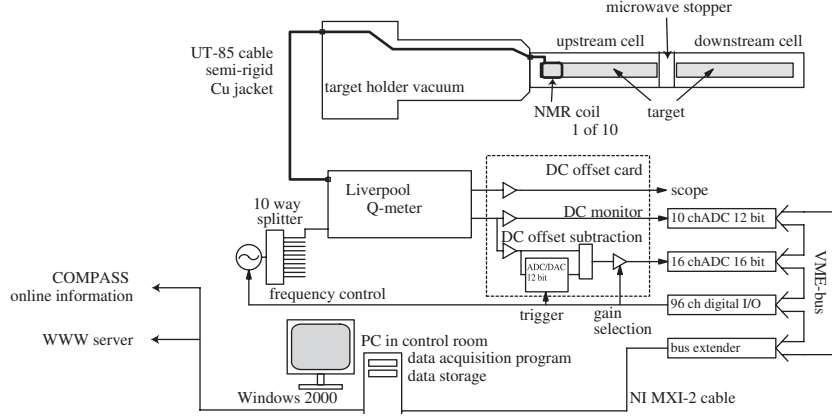 microwave stopper
upstream cell
downstream cell
UT-85 cable
semi-rigid
Cu jacket
target holder vacuum
NMR coil
1 of 10
target
DC offset card
Liverpool
Q-meter
scope
10 way
splitter
DC monitor
10 chADC 12 bit
DC offset subtraction
ADC/DAC
12 bit
16 chADC 16 bit
VME-bus
COMPASS
online information
frequency control
96 ch digital I/O
trigger
gain
selection
WWW server
PC in control room
data acquisition program
data storage
bus extender
Windows 2000
NI MXI-2 cable